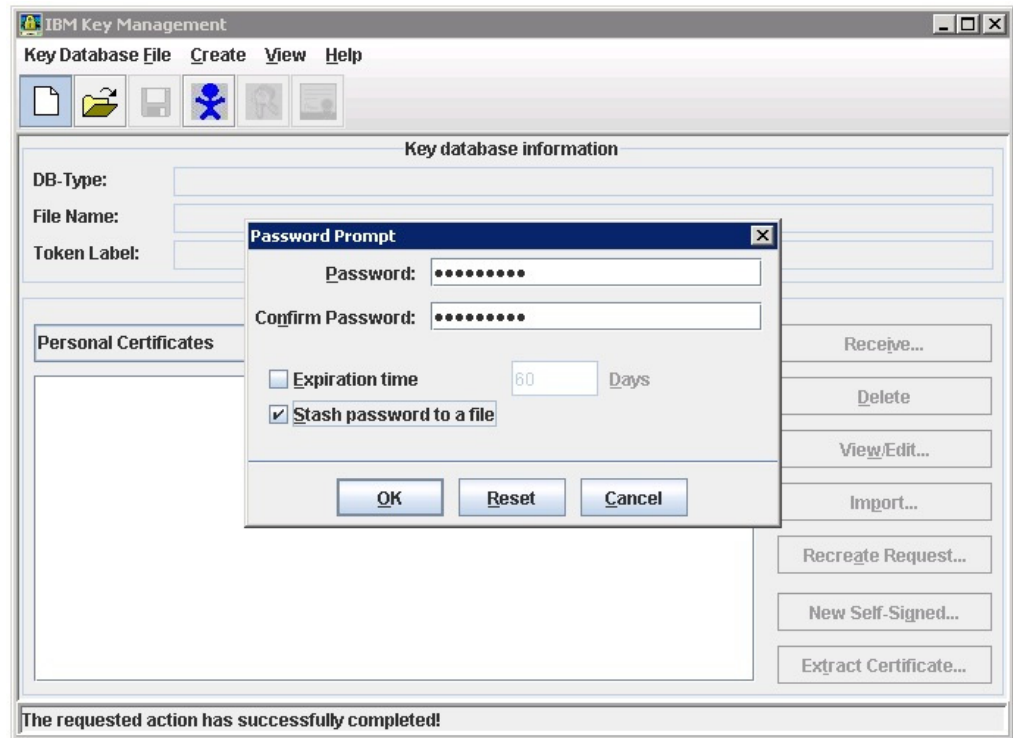 IBM Key Management
Key Database File Create View Help
Key database information
DB-Type:
File Name:
Token Label:
Password Prompt
Password: •••••••••
Confirm Password: •••••••••
Expiration time 60 Days
Stash password to a file
OK Reset Cancel
Personal Certificates
Receive...
Delete
View/Edit...
Import...
Recreate Request...
New Self-Signed...
Extract Certificate...
The requested action has successfully completed!